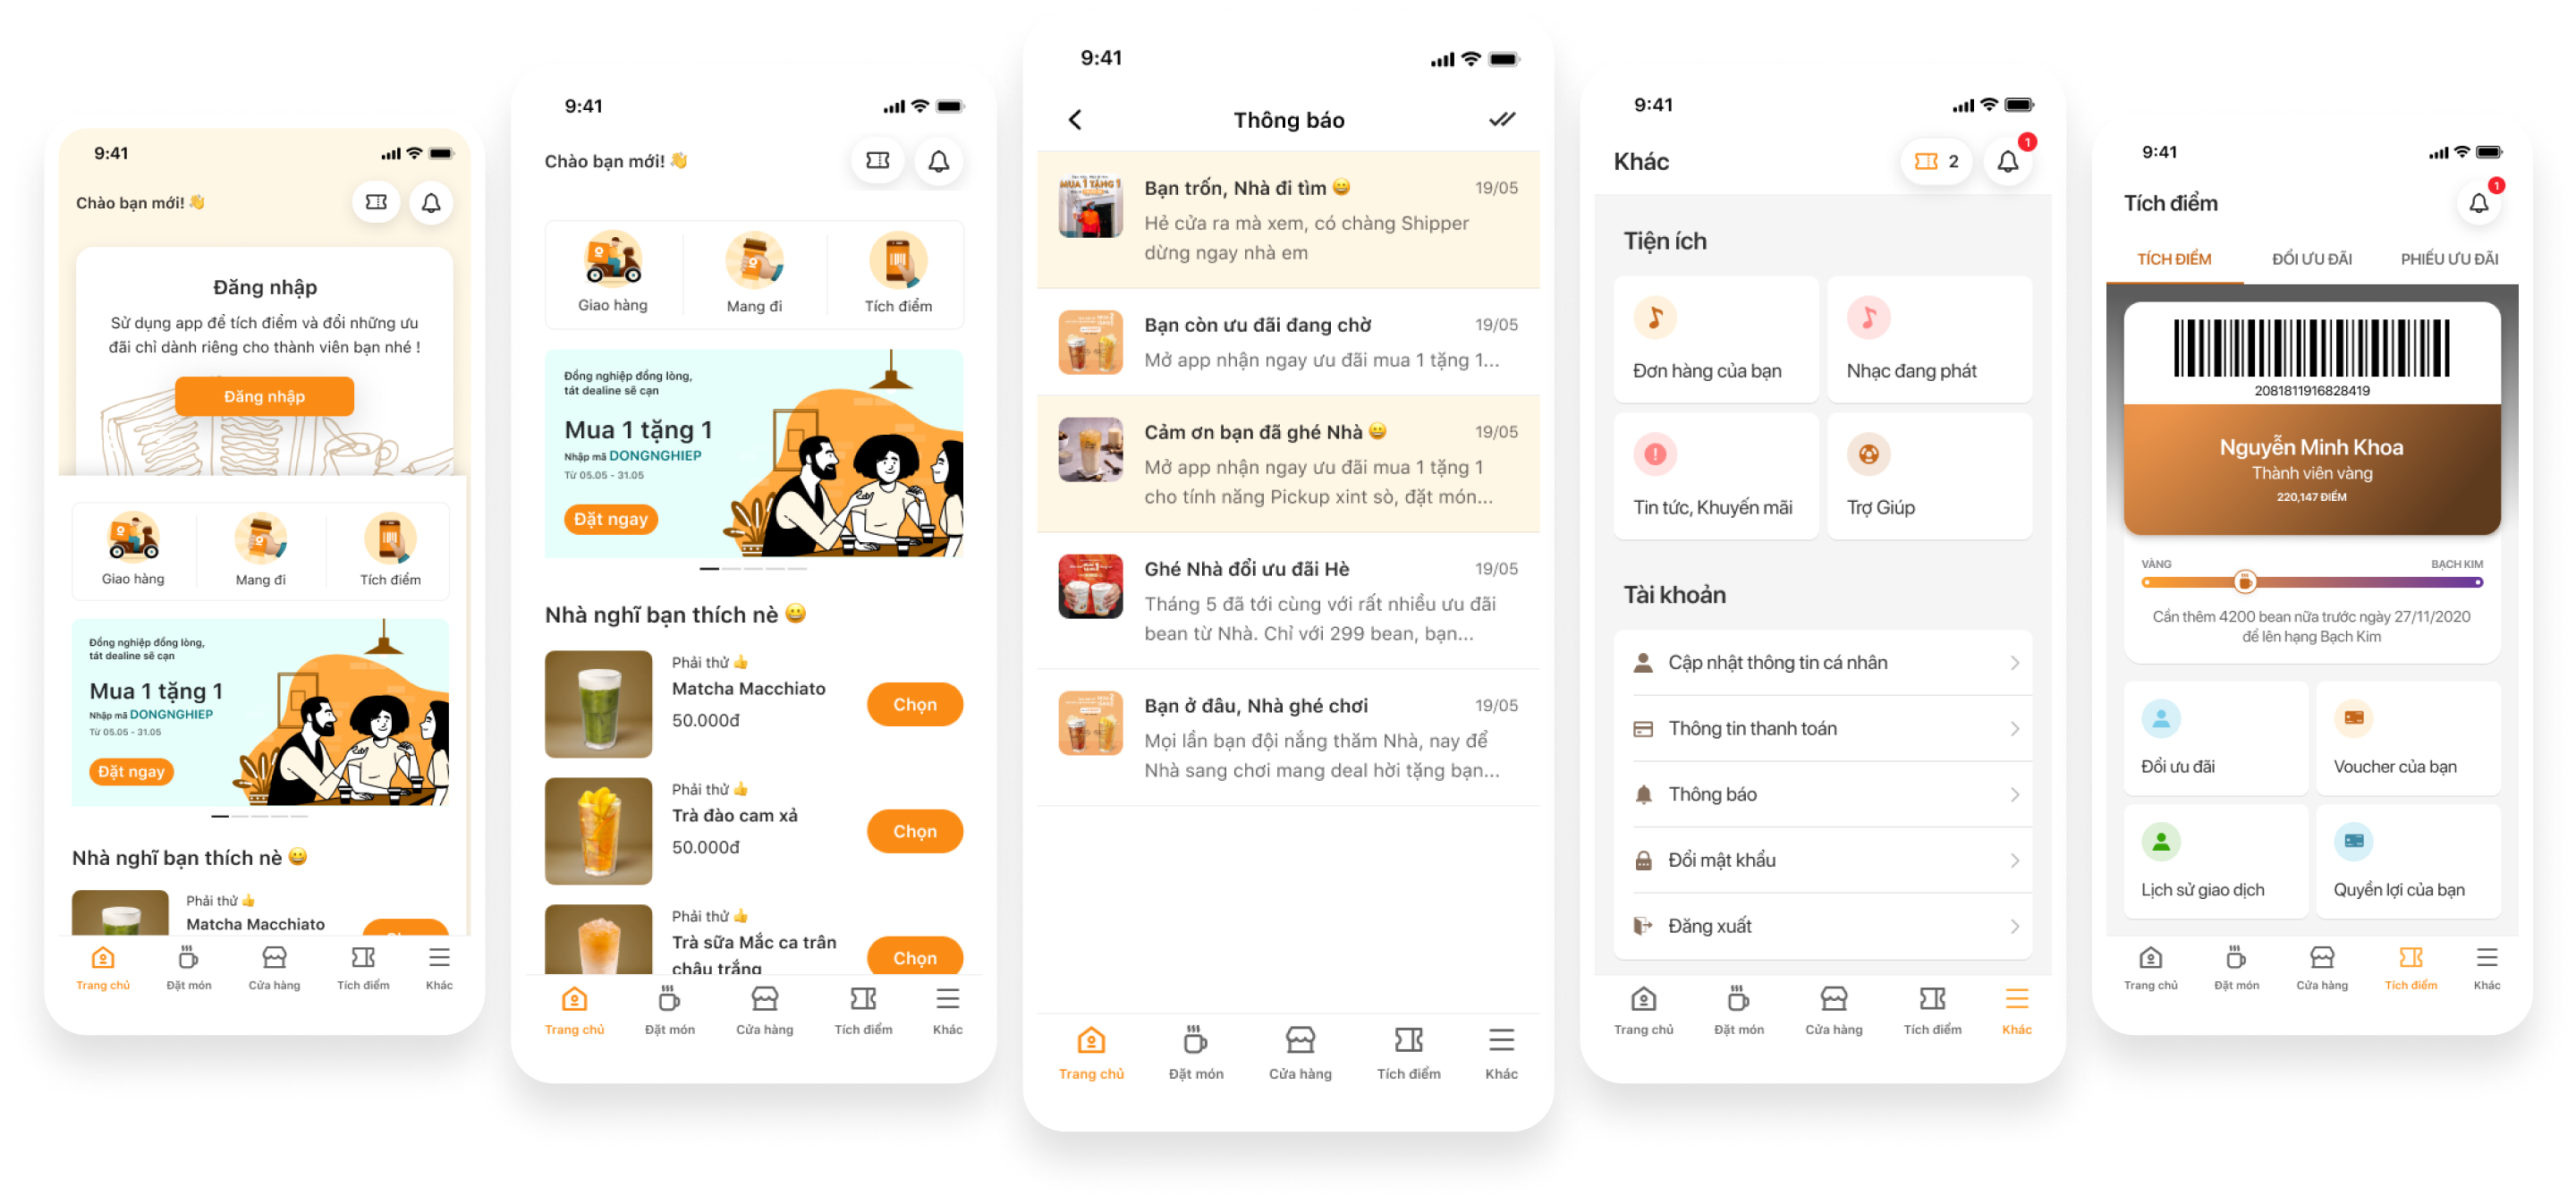 9:41
Chào bạn mới! 👋
Đăng nhập
Sử dụng app để tích điểm và đổi những ưu
đãi chỉ dành riêng cho thành viên bạn nhé !
Đăng nhập
Giao hàng
Mang đi
Tích điểm
Đồng nghiệp đồng lòng,
tát dealine sẽ cạn
Mua 1 tặng 1
Nhập mã DONGNGHIEP
Từ 05.05 - 31.05
Đặt ngay
Nhà nghĩ bạn thích nè 😀
Phải thử 👍
Matcha Macchiato
Trang chủ
Đặt món
Cửa hàng
Tích điểm
Khác
9:41
Chào bạn mới! 👋
Giao hàng
Mang đi
Tích điểm
Đồng nghiệp đồng lòng,
tát dealine sẽ cạn
Mua 1 tặng 1
Nhập mã DONGNGHIEP
Từ 05.05 - 31.05
Đặt ngay
Nhà nghĩ bạn thích nè 😀
Phải thử 👍
Matcha Macchiato
50.000đ
Chọn
Phải thử 👍
Trà đào cam xả
50.000đ
Chọn
Phải thử 👍
Trà sữa Mắc ca trân
châu trắng
Chọn
Trang chủ
Đặt món
Cửa hàng
Tích điểm
Khác
9:41
Thông báo
MUA 1 TẶNG 1
Bạn trốn, Nhà đi tìm 😀
19/05
Hé cửa ra mà xem, có chàng Shipper
dừng ngay nhà em
Bạn còn ưu đãi đang chờ
19/05
Mở app nhận ngay ưu đãi mua 1 tặng 1...
Cảm ơn bạn đã ghé Nhà 😀
19/05
Mở app nhận ngay ưu đãi mua 1 tặng 1
cho tính năng Pickup xint sò, đặt món...
Ghé Nhà đổi ưu đãi Hè
19/05
Tháng 5 đã tới cùng với rất nhiều ưu đãi
bean từ Nhà. Chỉ với 299 bean, bạn...
Bạn ở đâu, Nhà ghé chơi
19/05
Mọi lần bạn đội nắng thăm Nhà, nay để
Nhà sang chơi mang deal hời tặng bạn...
Trang chủ
Đặt món
Cửa hàng
Tích điểm
Khác
9:41
Khác
2
1
Tiện ích
Đơn hàng của bạn
Nhạc đang phát
Tin tức, Khuyến mãi
Trợ Giúp
Tài khoản
Cập nhật thông tin cá nhân
Thông tin thanh toán
Thông báo
Đổi mật khẩu
Đăng xuất
Trang chủ
Đặt món
Cửa hàng
Tích điểm
Khác
9:41
Tích điểm
1
TÍCH ĐIỂM
ĐỔI ƯU ĐÃI
PHIẾU ƯU ĐÃI
2081811916828419
Nguyễn Minh Khoa
Thành viên vàng
220,147 ĐIỂM
VÀNG
BẠCH KIM
Cần thêm 4200 bean nữa trước ngày 27/11/2020
để lên hạng Bạch Kim
Đổi ưu đãi
Voucher của bạn
Lịch sử giao dịch
Quyền lợi của bạn
Trang chủ
Đặt món
Cửa hàng
Tích điểm
Khác